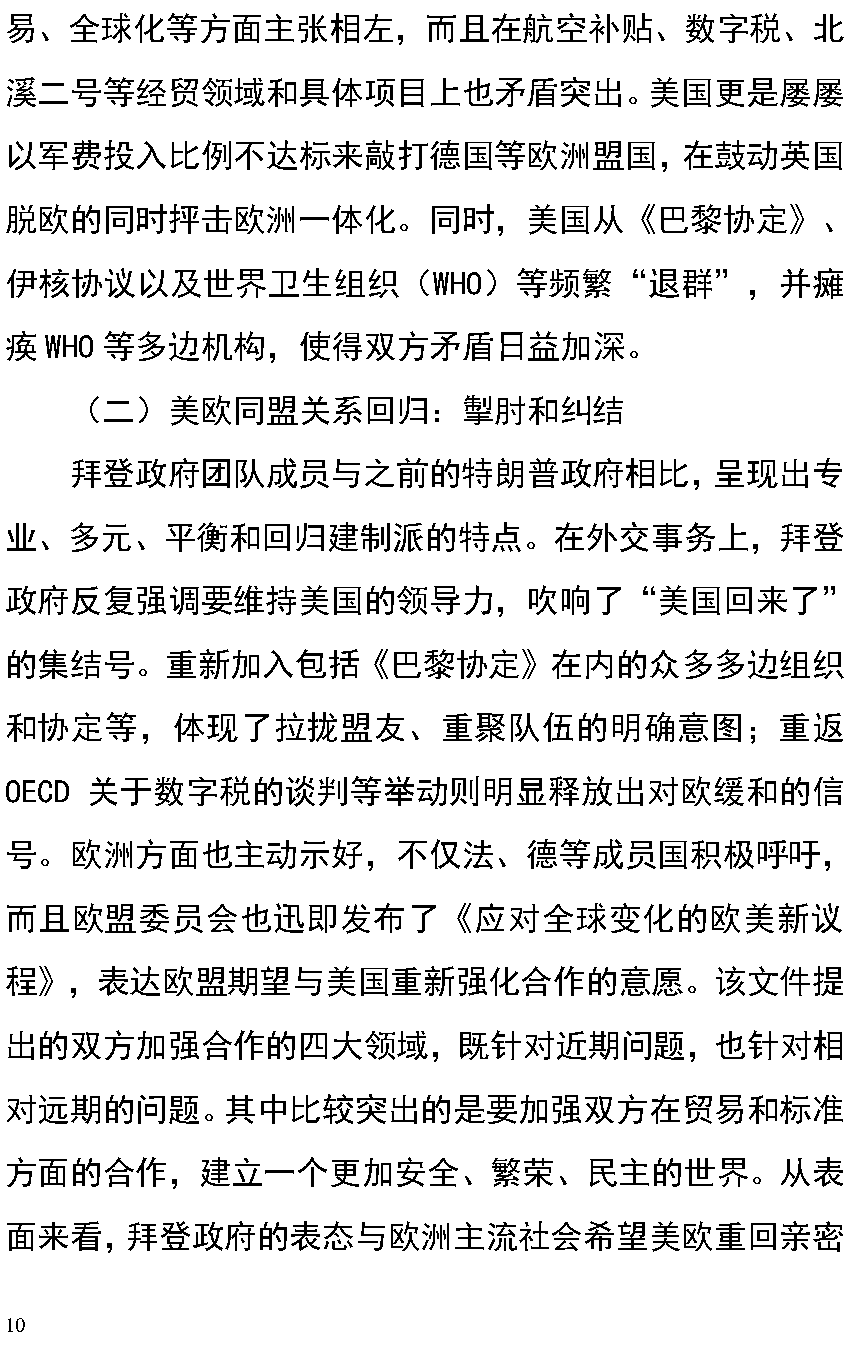 易、全球化等方面主张相左，而且在航空补贴、数字税、北
溪二号等经贸领域和具体项目上也矛盾突出。美国更是屡屡
以军费投入比例不达标来敲打德国等欧洲盟国，在鼓动英国
脱欧的同时抨击欧洲一体化。同时，美国从《巴黎协定》、
伊核协议以及世界卫生组织（WHO）等频繁“退群”，并瘫
痪 WHO 等多边机构，使得双方矛盾日益加深。
（二）美欧同盟关系回归：掣肘和纠结
拜登政府团队成员与之前的特朗普政府相比，呈现出专
业、多元、平衡和回归建制派的特点。在外交事务上，拜登
政府反复强调要维持美国的领导力，吹响了“美国回来了”
的集结号。重新加入包括《巴黎协定》在内的众多多边组织
和协定等，体现了拉拢盟友、重聚队伍的明确意图；重返
OECD 关于数字税的谈判等举动则明显释放出对欧缓和的信
号。欧洲方面也主动示好，不仅法、德等成员国积极呼吁，
而且欧盟委员会也迅即发布了《应对全球变化的欧美新议
程》，表达欧盟期望与美国重新强化合作的意愿。该文件提
出的双方加强合作的四大领域，既针对近期问题，也针对相
对远期的问题。其中比较突出的是要加强双方在贸易和标准
方面的合作，建立一个更加安全、繁荣、民主的世界。从表
面来看，拜登政府的表态与欧洲主流社会希望美欧重回亲密
10